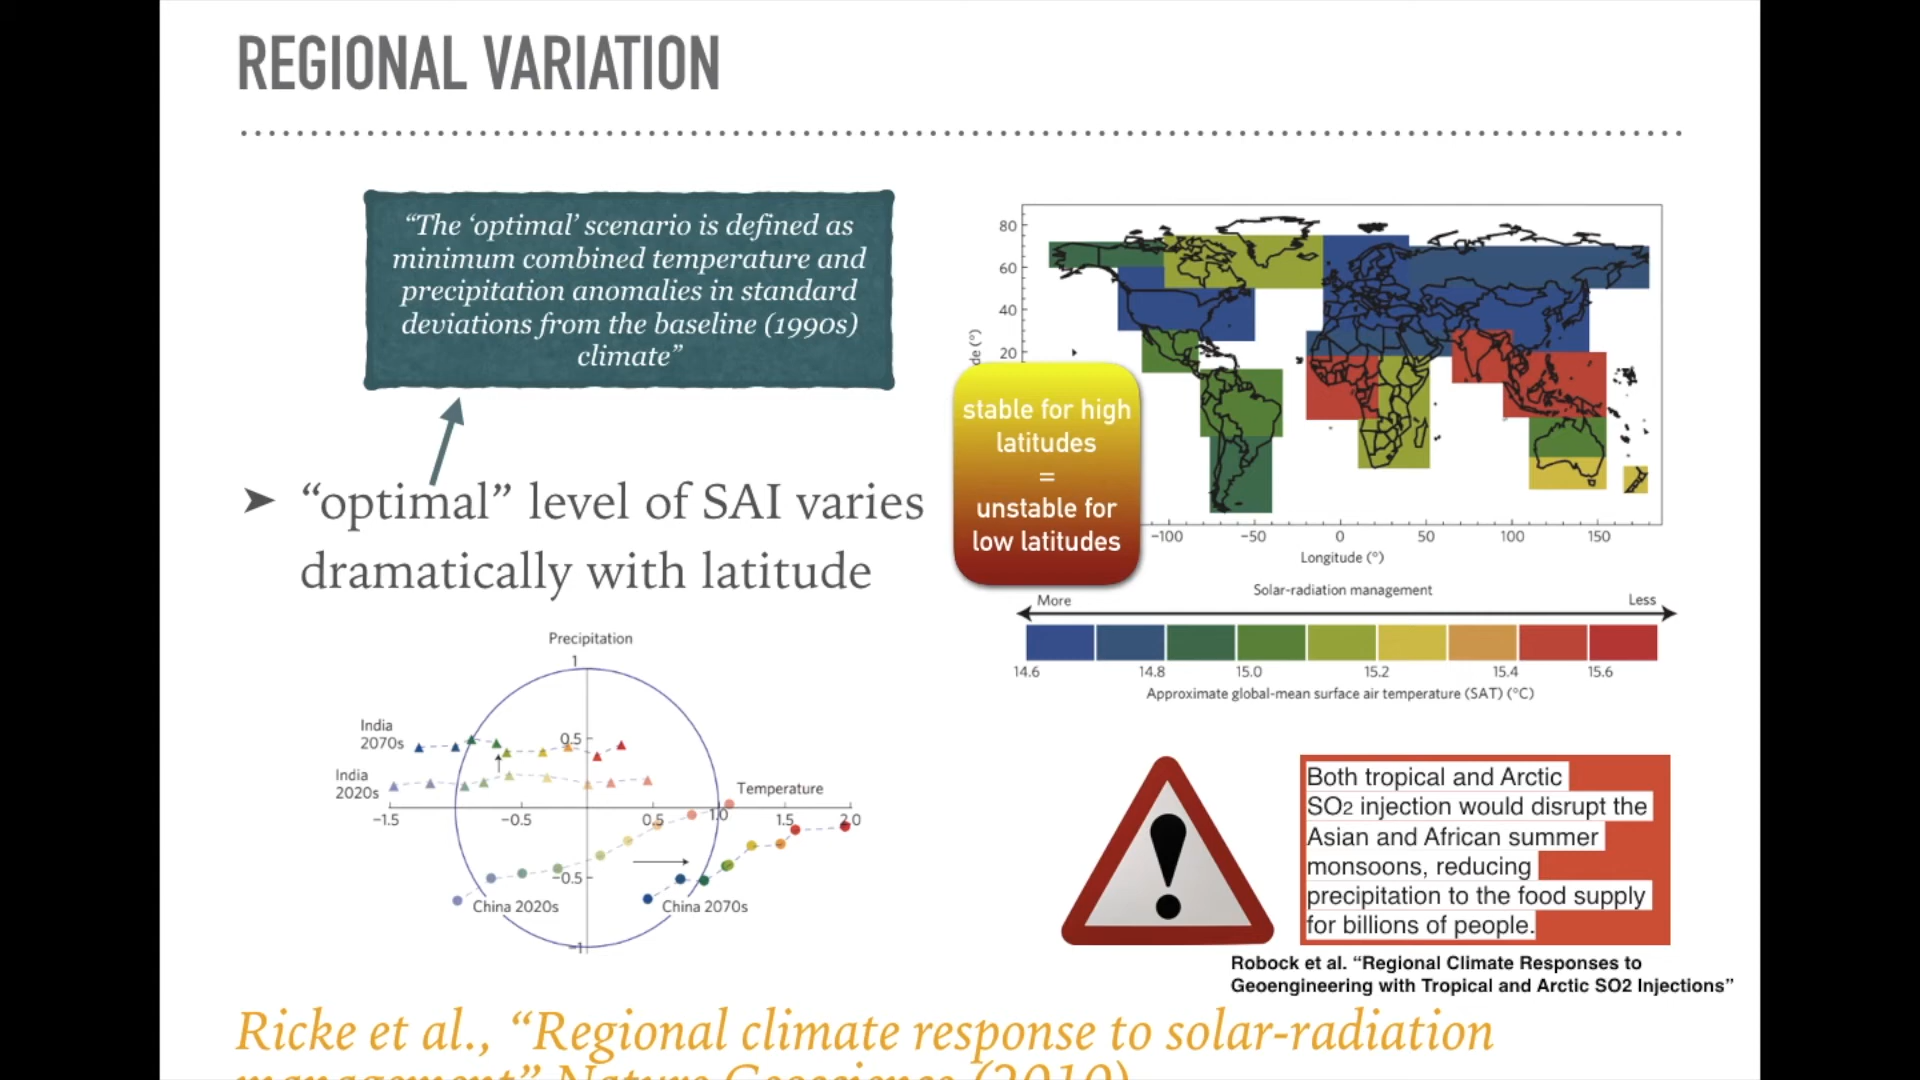 REGIONAL VARIATION
“The ‘optimal’ scenario is defined as
minimum combined temperature and
precipitation anomalies in standard
deviations from the baseline (1990s)
climate”
➤ “optimal” level of SAI varies
dramatically with latitude
80
60
40
20
de (°)
stable for high
latitudes
=
unstable for
low latitudes
−100 −50 0 50 100 150
Longitude (°)
Solar-radiation management
More Less
14.6 14.8 15.0 15.2 15.4 15.6
Approximate global-mean surface air temperature (SAT) (°C)
Precipitation
1
India
2070s
0.5
India
2020s
Temperature
−1.5 −0.5 0.5 1.0 1.5 2.0
−0.5
China 2020s China 2070s
−1
Both tropical and Arctic
SO2 injection would disrupt the
Asian and African summer
monsoons, reducing
precipitation to the food supply
for billions of people.
Robock et al. “Regional Climate Responses to
Geoengineering with Tropical and Arctic SO2 Injections”
Ricke et al., “Regional climate response to solar-radiation
management” Nature Geoscience (2010)